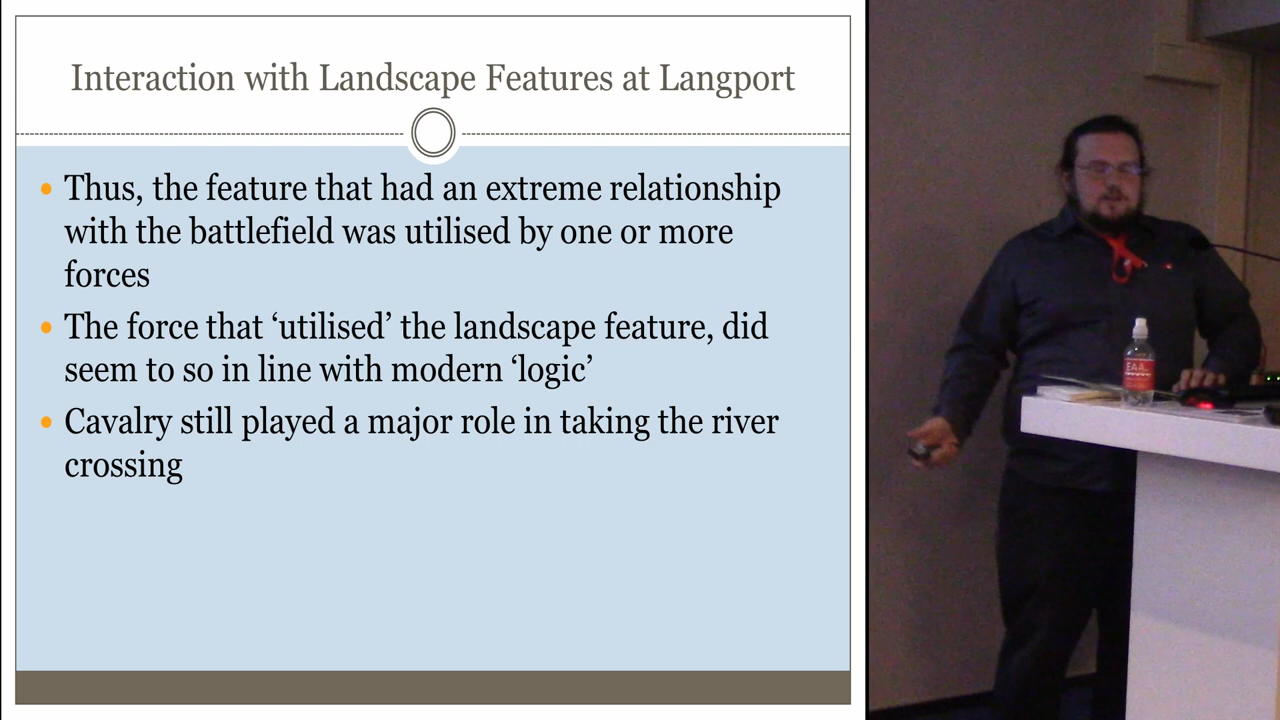 Interaction with Landscape Features at Langport
Thus, the feature that had an extreme relationship
with the battlefield was utilised by one or more
forces
The force that ‘utilised’ the landscape feature, did
seem to so in line with modern ‘logic’
Cavalry still played a major role in taking the river
crossing
EAA